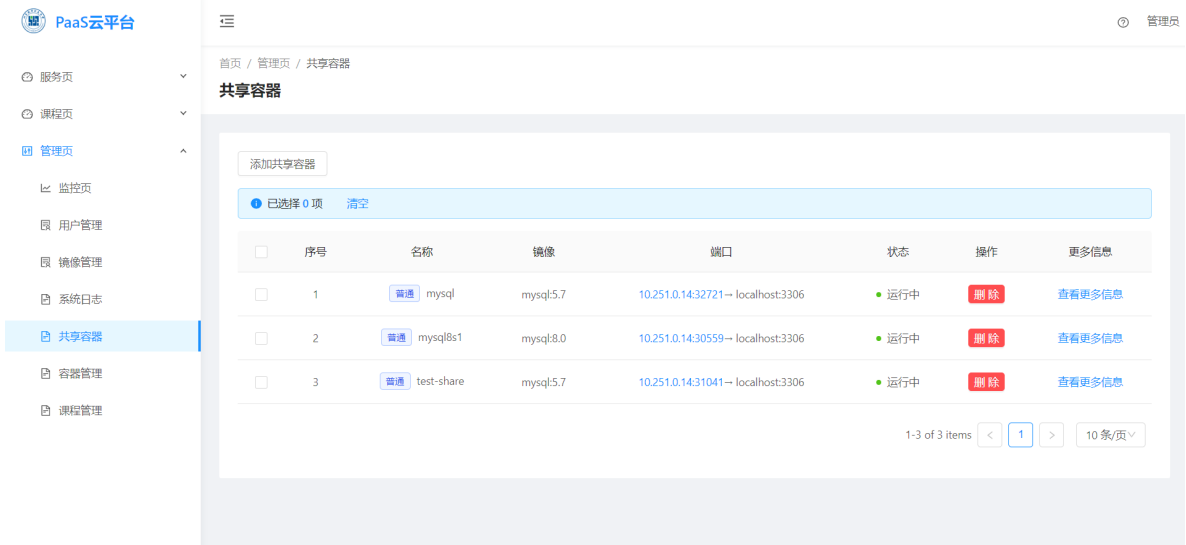 PaaS云平台
管理员
服务页
课程页
管理页
监控页
用户管理
镜像管理
系统日志
共享容器
容器管理
课程管理
首页 / 管理页 / 共享容器
共享容器
添加共享容器
已选择 0 项 清空
序号 名称 镜像 端口 状态 操作 更多信息
1 普通 mysql mysql:5.7 10.251.0.14:32721→ localhost:3306 运行中 删 除 查看更多信息
2 普通 mysql8s1 mysql:8.0 10.251.0.14:30559→ localhost:3306 运行中 删 除 查看更多信息
3 普通 test-share mysql:5.7 10.251.0.14:31041→ localhost:3306 运行中 删 除 查看更多信息
1-3 of 3 items < 1 > 10 条/页